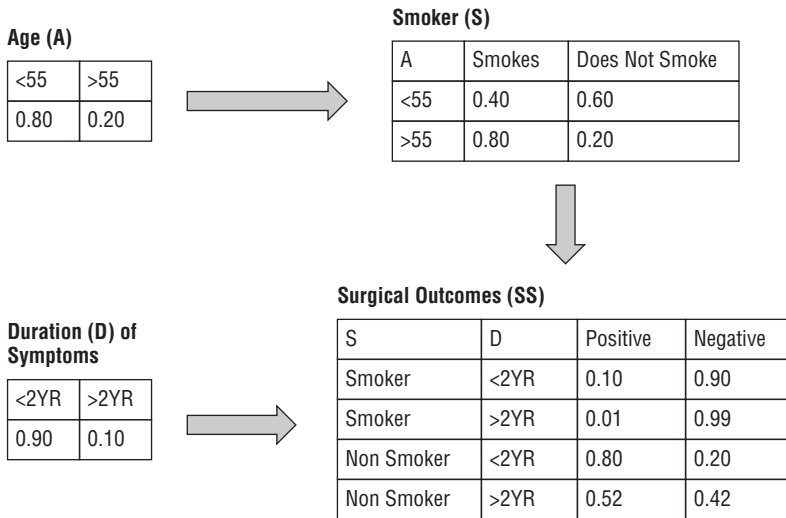 Smoker (S)
Age (A)
<55 >55
0.80 0.20
A Smokes Does Not Smoke
<55 0.40 0.60
>55 0.80 0.20
Surgical Outcomes (SS)
Duration (D) of
Symptoms
<2YR >2YR
0.90 0.10
S D Positive Negative
Smoker <2YR 0.10 0.90
Smoker >2YR 0.01 0.99
Non Smoker <2YR 0.80 0.20
Non Smoker >2YR 0.52 0.42